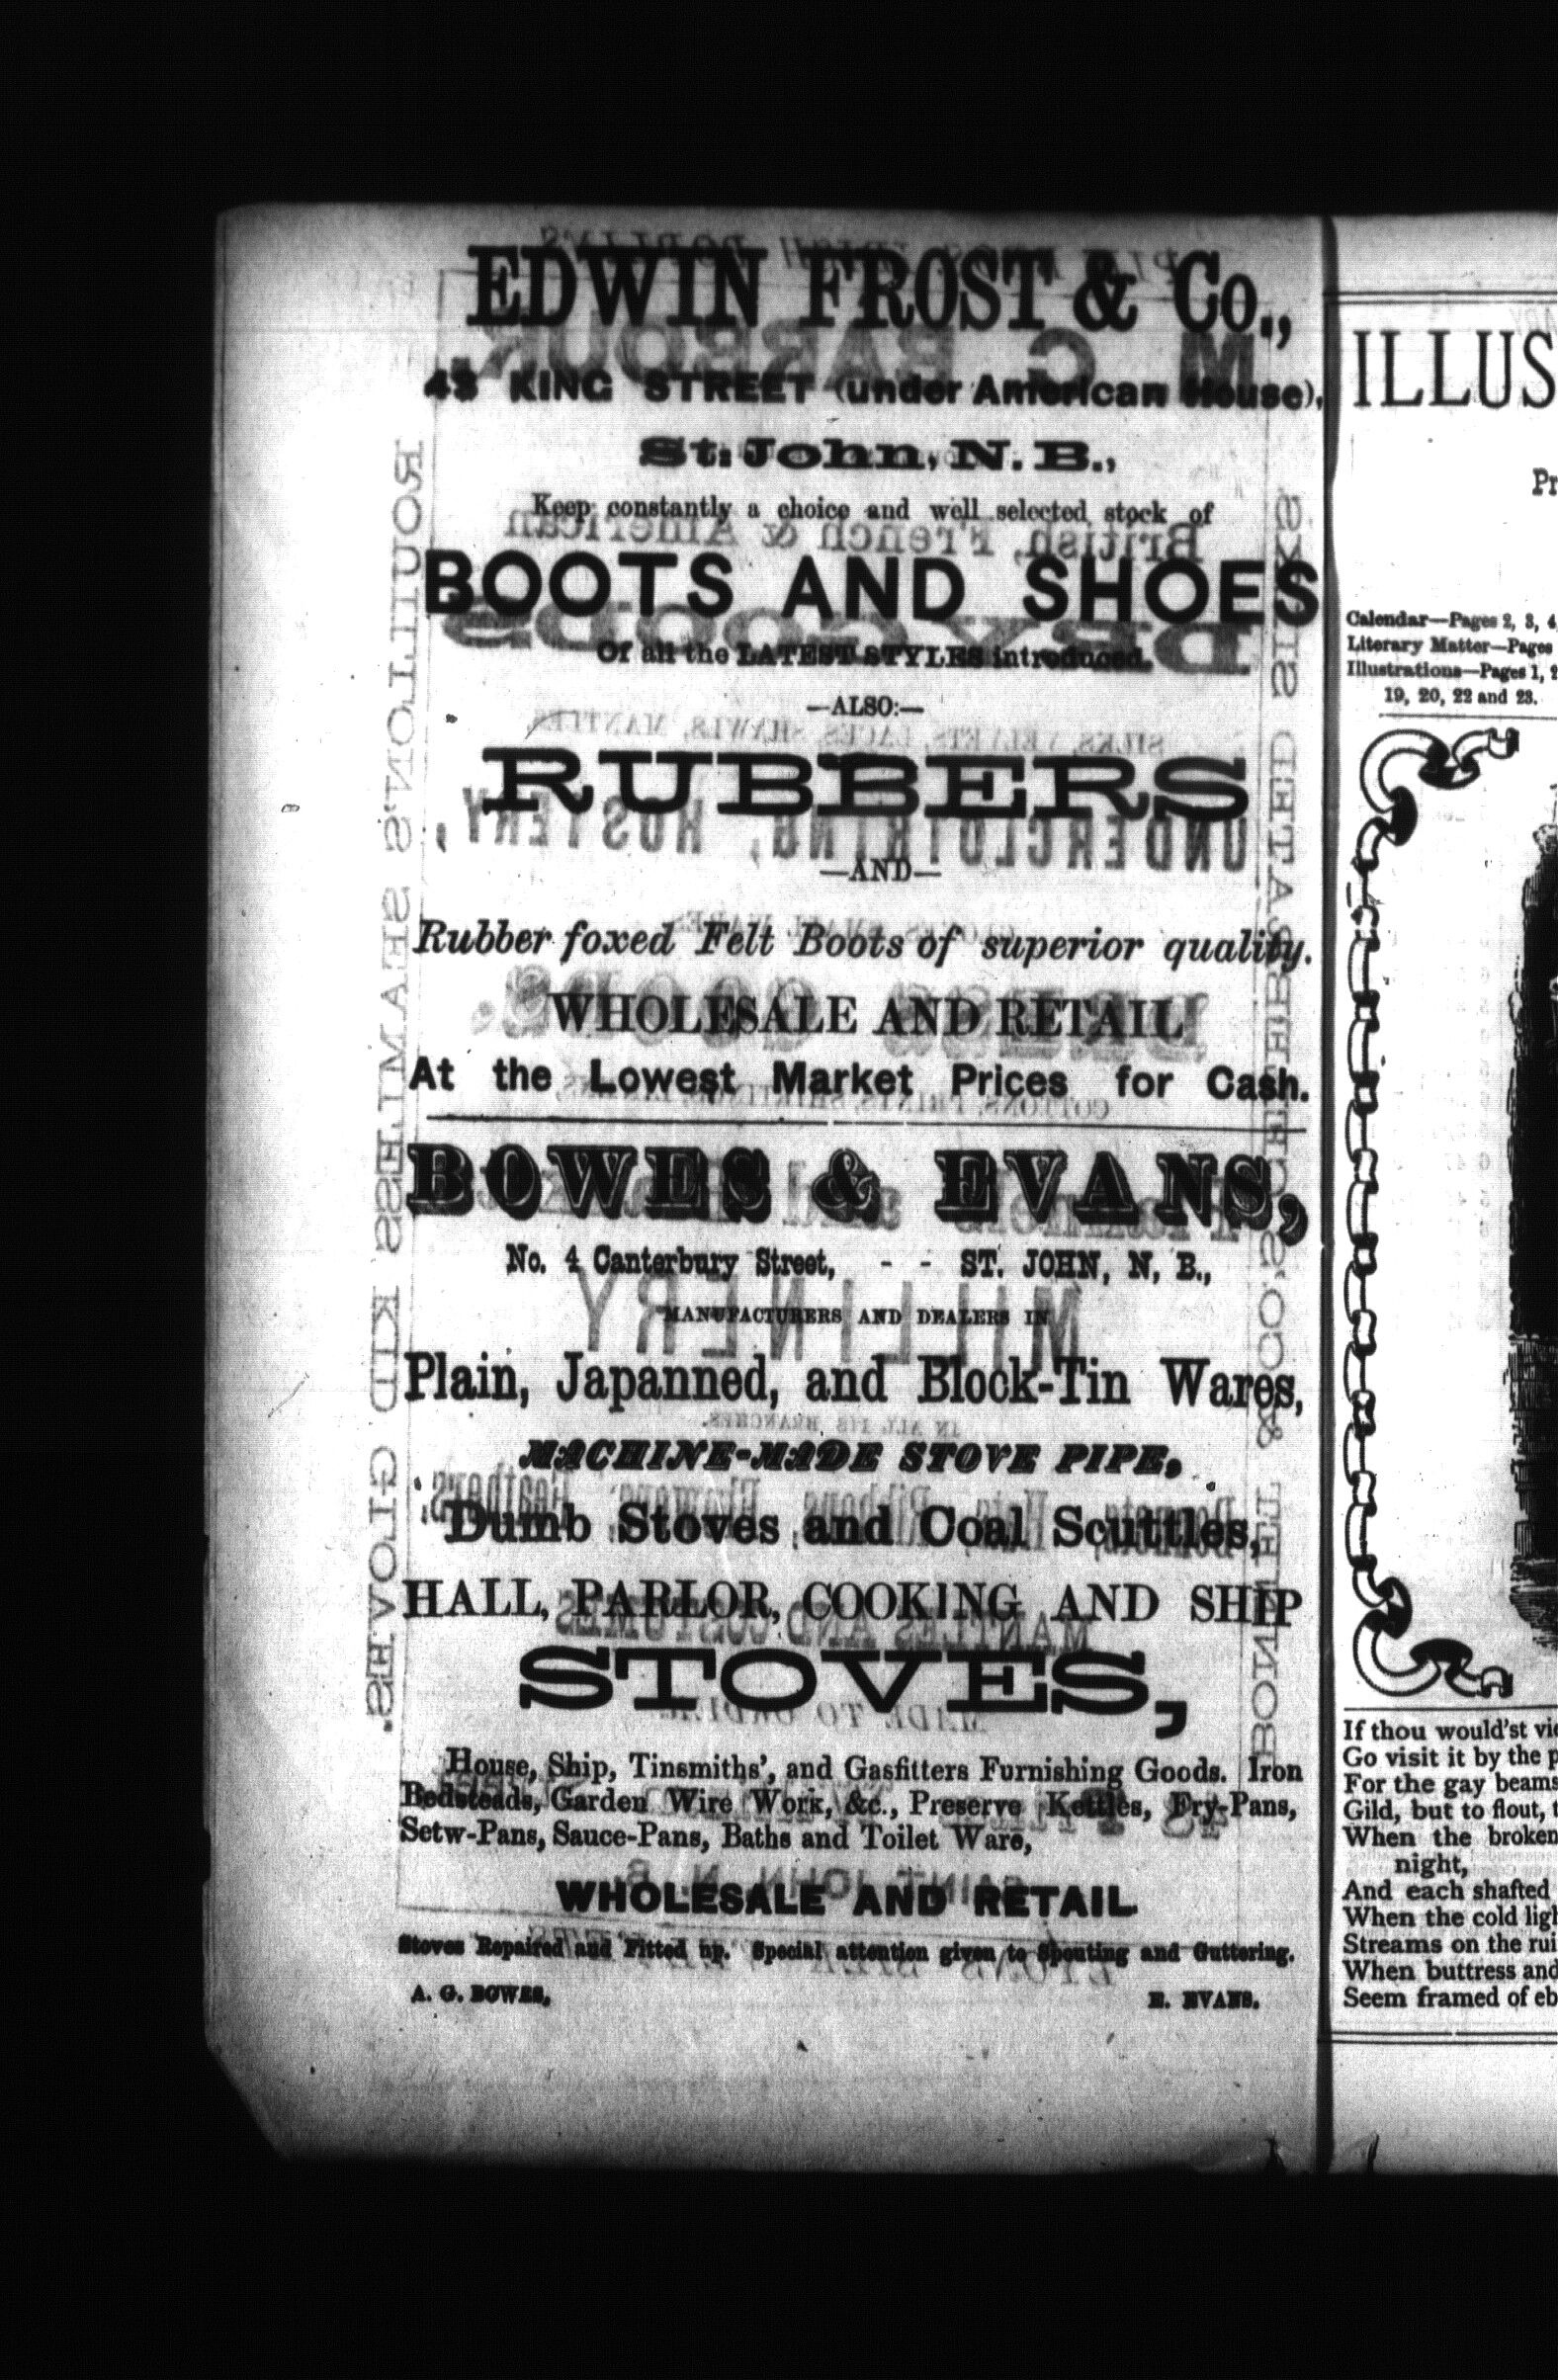 EDWIN FROST & Co.,
43 KING STREET (under American House),
St. John, N. B.,
Keep constantly a choice and well selected stock of
BOOTS AND SHOES
Of all the LATEST STYLES introduced.
—ALSO:—
RUBBERS
—AND—
Rubber foxed Felt Boots of superior quality.
WHOLESALE AND RETAIL
At the Lowest Market Prices for Cash.
BOWES & EVANS,
No. 4 Canterbury Street, - - ST. JOHN, N, B.,
MANUFACTURERS AND DEALERS IN
Plain, Japanned, and Block-Tin Wares,
MACHINE-MADE STOVE PIPE,
Dumb Stoves and Coal Scuttles,
HALL, PARLOR, COOKING AND SHIP
STOVES,
House, Ship, Tinsmiths', and Gasfitters Furnishing Goods. Iron
Bedsteads, Garden Wire Work, &c., Preserve Kettles, Fry-Pans,
Setw-Pans, Sauce-Pans, Baths and Toilet Ware,
WHOLESALE AND RETAIL
Stoves Repaired and Fitted up. Special attention given to Spouting and Guttering.
A. G. BOWES, E. EVANS.
ILLUS
Pr
Calendar—Pages 2, 3, 4
Literary Matter—Pages
Illustrations—Pages 1, 2
19, 20, 22 and 23.
If thou would'st vie
Go visit it by the p
For the gay beams
Gild, but to flout, t
When the broken
night,
And each shafted
When the cold ligh
Streams on the rui
When buttress and
Seem framed of eb